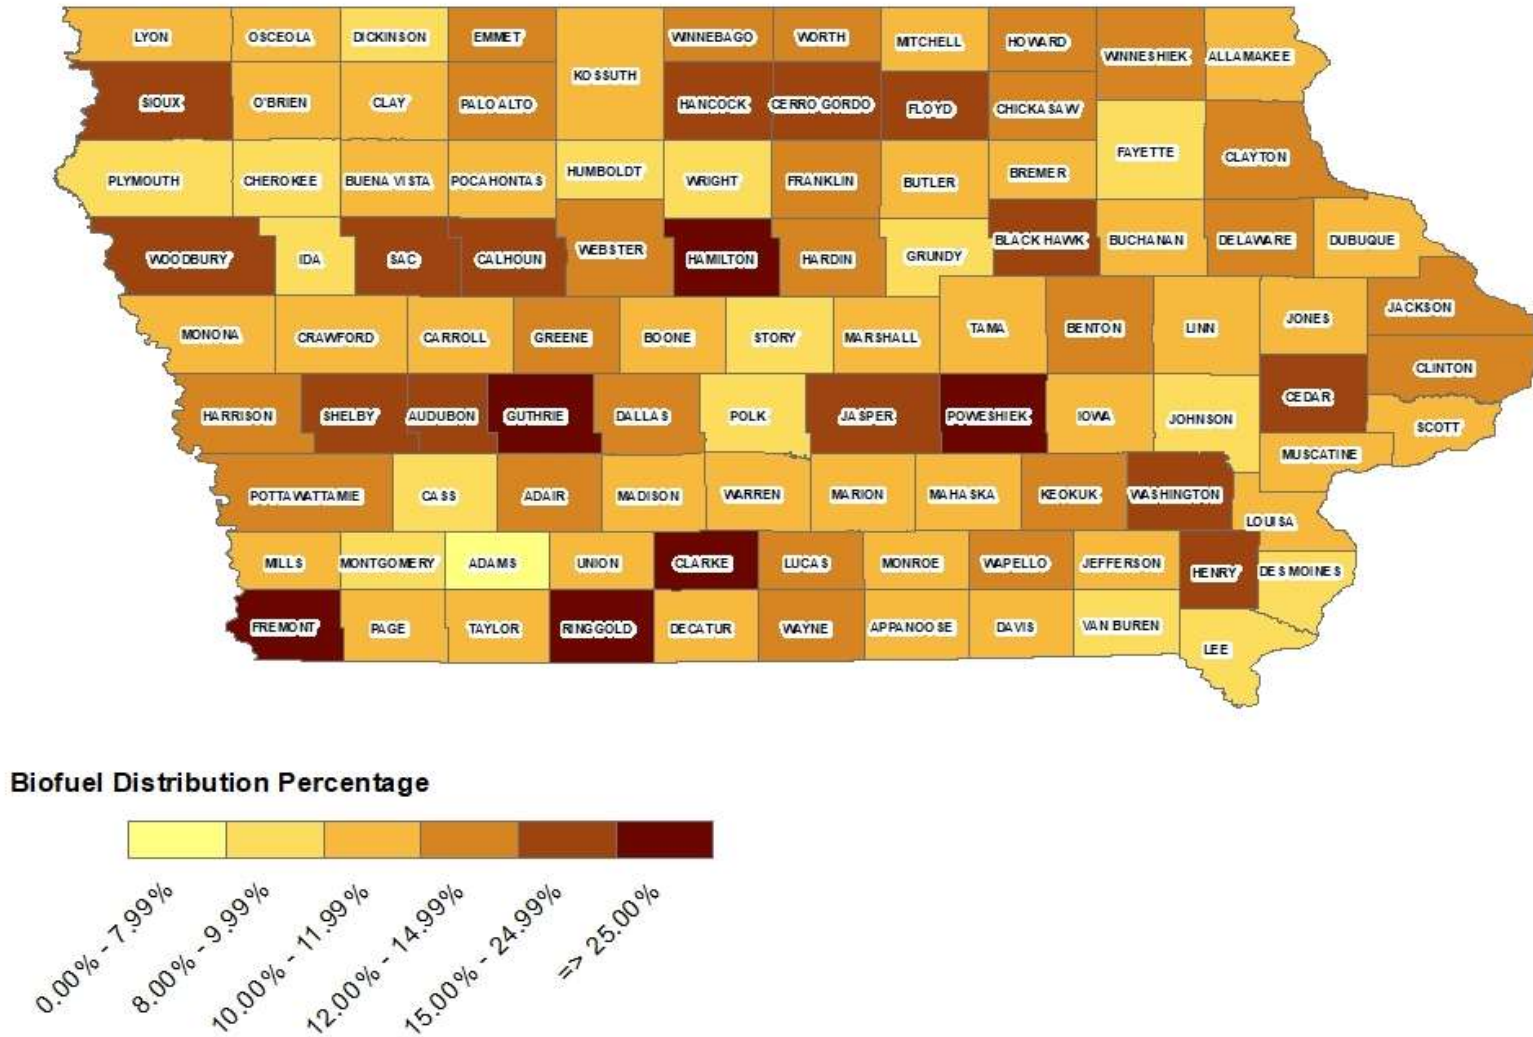 LYON
OSCEOLA
DICKINSON
EMMET
KOSSUTH
WINNEBAGO
WORTH
MITCHELL
HOWARD
WINNESHIEK
ALLAMAKEE
SIOUX
O'BRIEN
CLAY
PALO ALTO
HANCOCK
CERRO GORDO
FLOYD
CHICKASAW
PLYMOUTH
CHEROKEE
BUENA VISTA
POCAHONTAS
HUMBOLDT
WRIGHT
FRANKLIN
BUTLER
BREMER
FAYETTE
CLAYTON
WOODBURY
IDA
SAC
CALHOUN
WEBSTER
HAMILTON
HARDIN
GRUNDY
BLACK HAWK
BUCHANAN
DELAWARE
DUBUQUE
MONONA
CRAWFORD
CARROLL
GREENE
BOONE
STORY
MARSHALL
TAMA
BENTON
LINN
JONES
JACKSON
HARRISON
SHELBY
AUDUBON
GUTHRIE
DALLAS
POLK
JASPER
POWESHIEK
IOWA
JOHNSON
CEDAR
CLINTON
SCOTT
MUSCATINE
POTTAWATTAMIE
CASS
ADAIR
MADISON
WARREN
MARION
MAHASKA
KEOKUK
WASHINGTON
LOUISA
MILLS
MONTGOMERY
ADAMS
UNION
CLARKE
LUCAS
MONROE
WAPELLO
JEFFERSON
HENRY
DES MOINES
FREMONT
PAGE
TAYLOR
RINGGOLD
DECATUR
WAYNE
APPANOOSE
DAVIS
VAN BUREN
LEE
Biofuel Distribution Percentage
0.00% - 7.99%
8.00% - 9.99%
10.00% - 11.99%
12.00% - 14.99%
15.00% - 24.99%
=> 25.00%